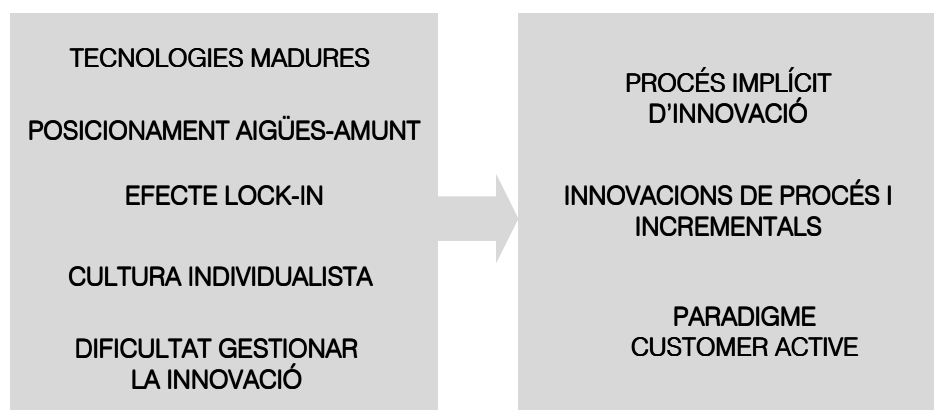 TECNOLOGIES MADURES
POSICIONAMENT AIGÜES-AMUNT
EFECTE LOCK-IN
CULTURA INDIVIDUALISTA
DIFICULTAT GESTIONAR
LA INNOVACIÓ
PROCÉS IMPLÍCIT
D'INNOVACIÓ
INNOVACIONS DE PROCÉS I
INCREMENTALS
PARADIGME
CUSTOMER ACTIVE